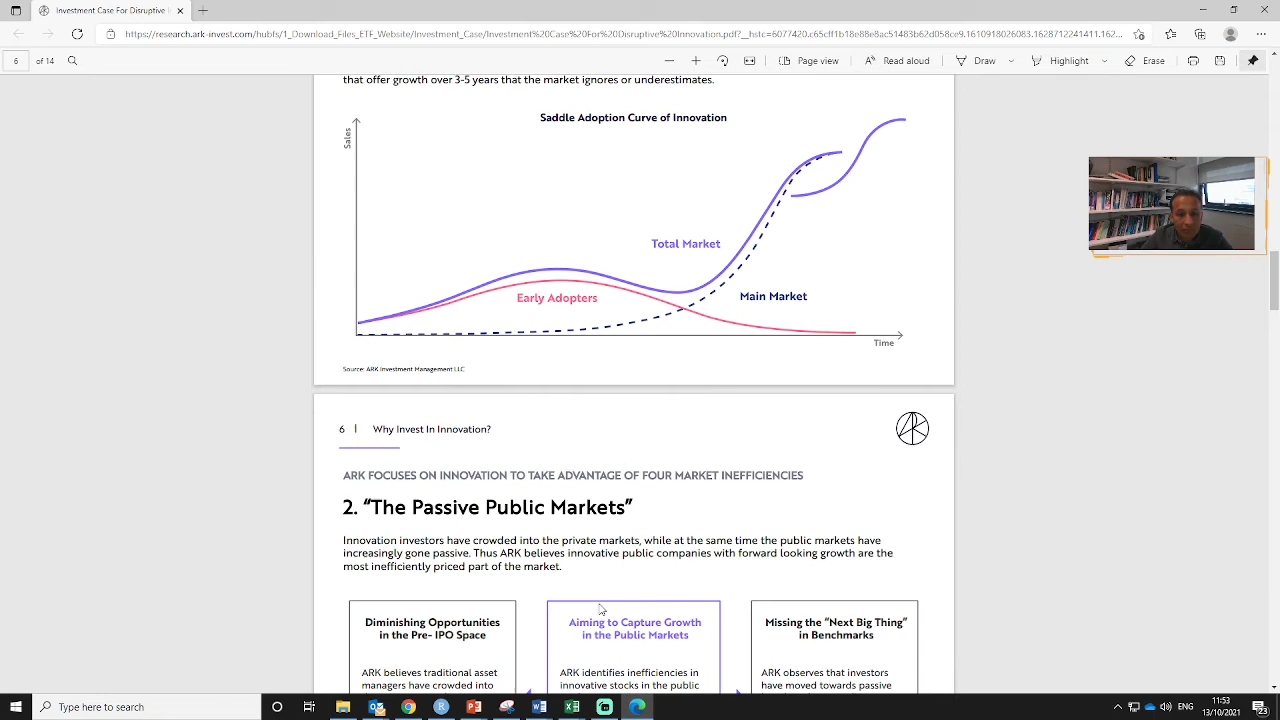 Investment Case For Disruptive I
https://research.ark-invest.com/hubfs/1_Download_Files_ETF_Website/Investment_Case/Investment%20Case%20For%20Disruptive%20Innovation.pdf?__hstc=6077420.c65cff1b18e88e8ac51483b62d058ce9.1610918026083.1628712241411.162...
6 of 14
Page view
Read aloud
Draw
Highlight
Erase
that offer growth over 3-5 years that the market ignores or underestimates.
Saddle Adoption Curve of Innovation
Sales
Total Market
Early Adopters
Main Market
Time
Source: ARK Investment Management LLC
6 | Why Invest In Innovation?
ARK
ARK FOCUSES ON INNOVATION TO TAKE ADVANTAGE OF FOUR MARKET INEFFICIENCIES
2. “The Passive Public Markets”
Innovation investors have crowded into the private markets, while at the same time the public markets have
increasingly gone passive. Thus ARK believes innovative public companies with forward looking growth are the
most inefficiently priced part of the market.
Diminishing Opportunities
in the Pre- IPO Space
ARK believes traditional asset
managers have crowded into
Aiming to Capture Growth
in the Public Markets
ARK identifies inefficiencies in
innovative stocks in the public
Missing the “Next Big Thing”
in Benchmarks
ARK observes that investors
have moved towards passive
Type here to search
ENG
11:53
13/10/2021